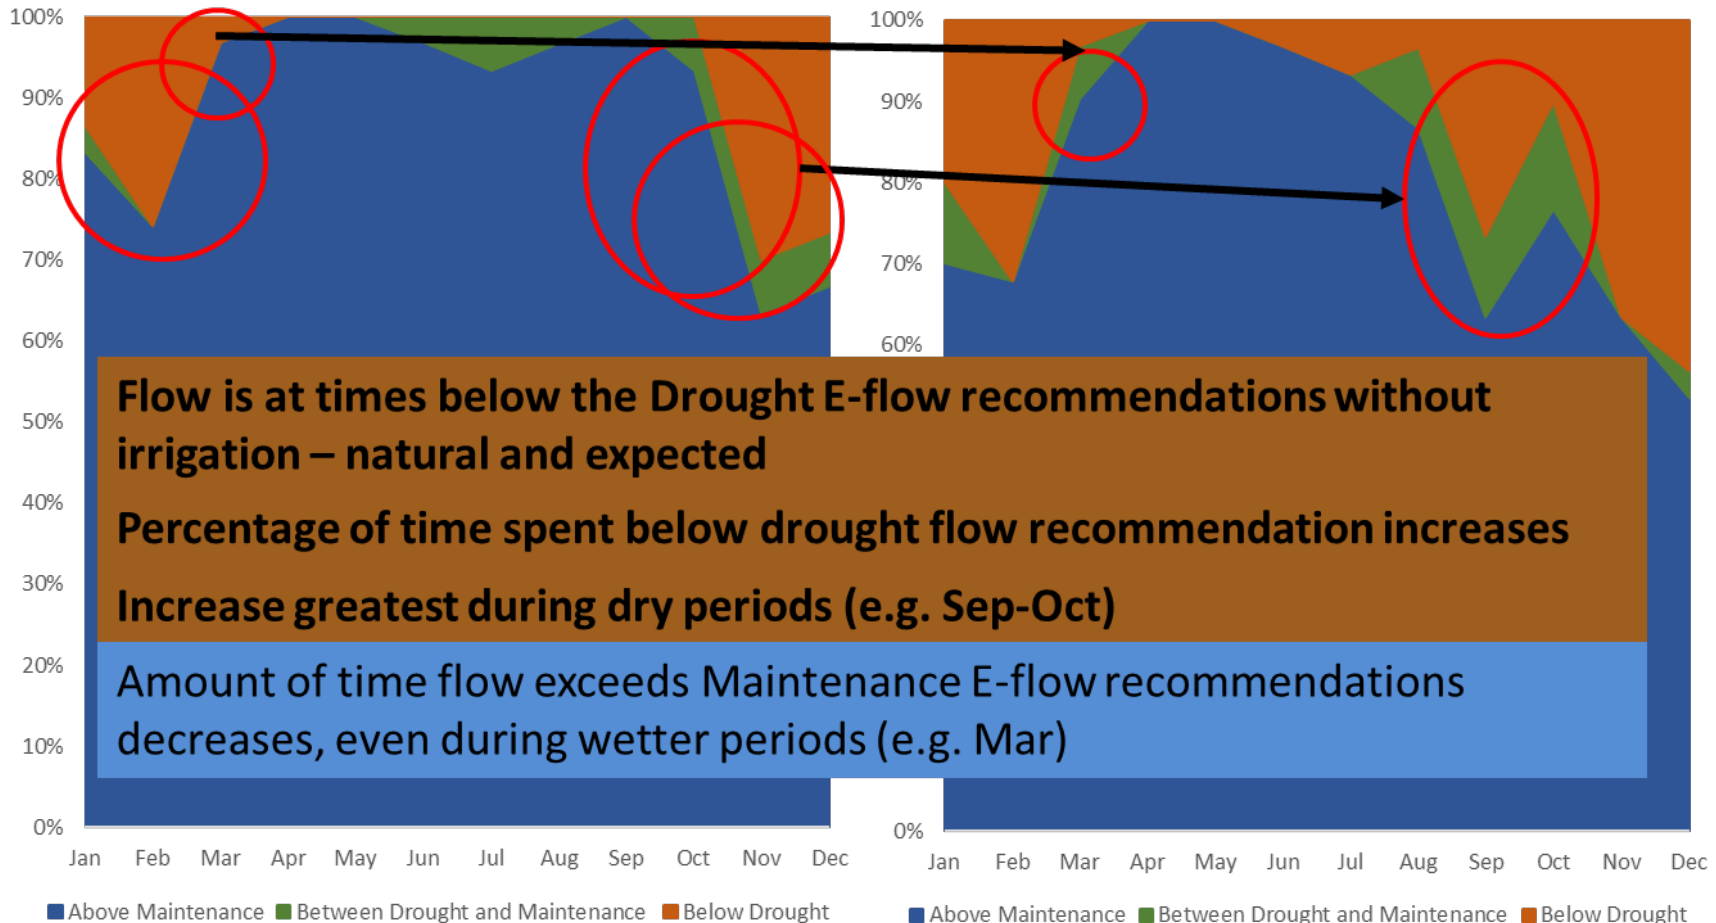 100%
90%
80%
70%
60%
50%
40%
30%
20%
10%
0%
Jan Feb Mar Apr May Jun Jul Aug Sep Oct Nov Dec
Above Maintenance Between Drought and Maintenance Below Drought
100%
90%
80%
70%
60%
0%
Jan Feb Mar Apr May Jun Jul Aug Sep Oct Nov Dec
Above Maintenance Between Drought and Maintenance Below Drought
Flow is at times below the Drought E-flow recommendations without
irrigation – natural and expected
Percentage of time spent below drought flow recommendation increases
Increase greatest during dry periods (e.g. Sep-Oct)
Amount of time flow exceeds Maintenance E-flow recommendations
decreases, even during wetter periods (e.g. Mar)